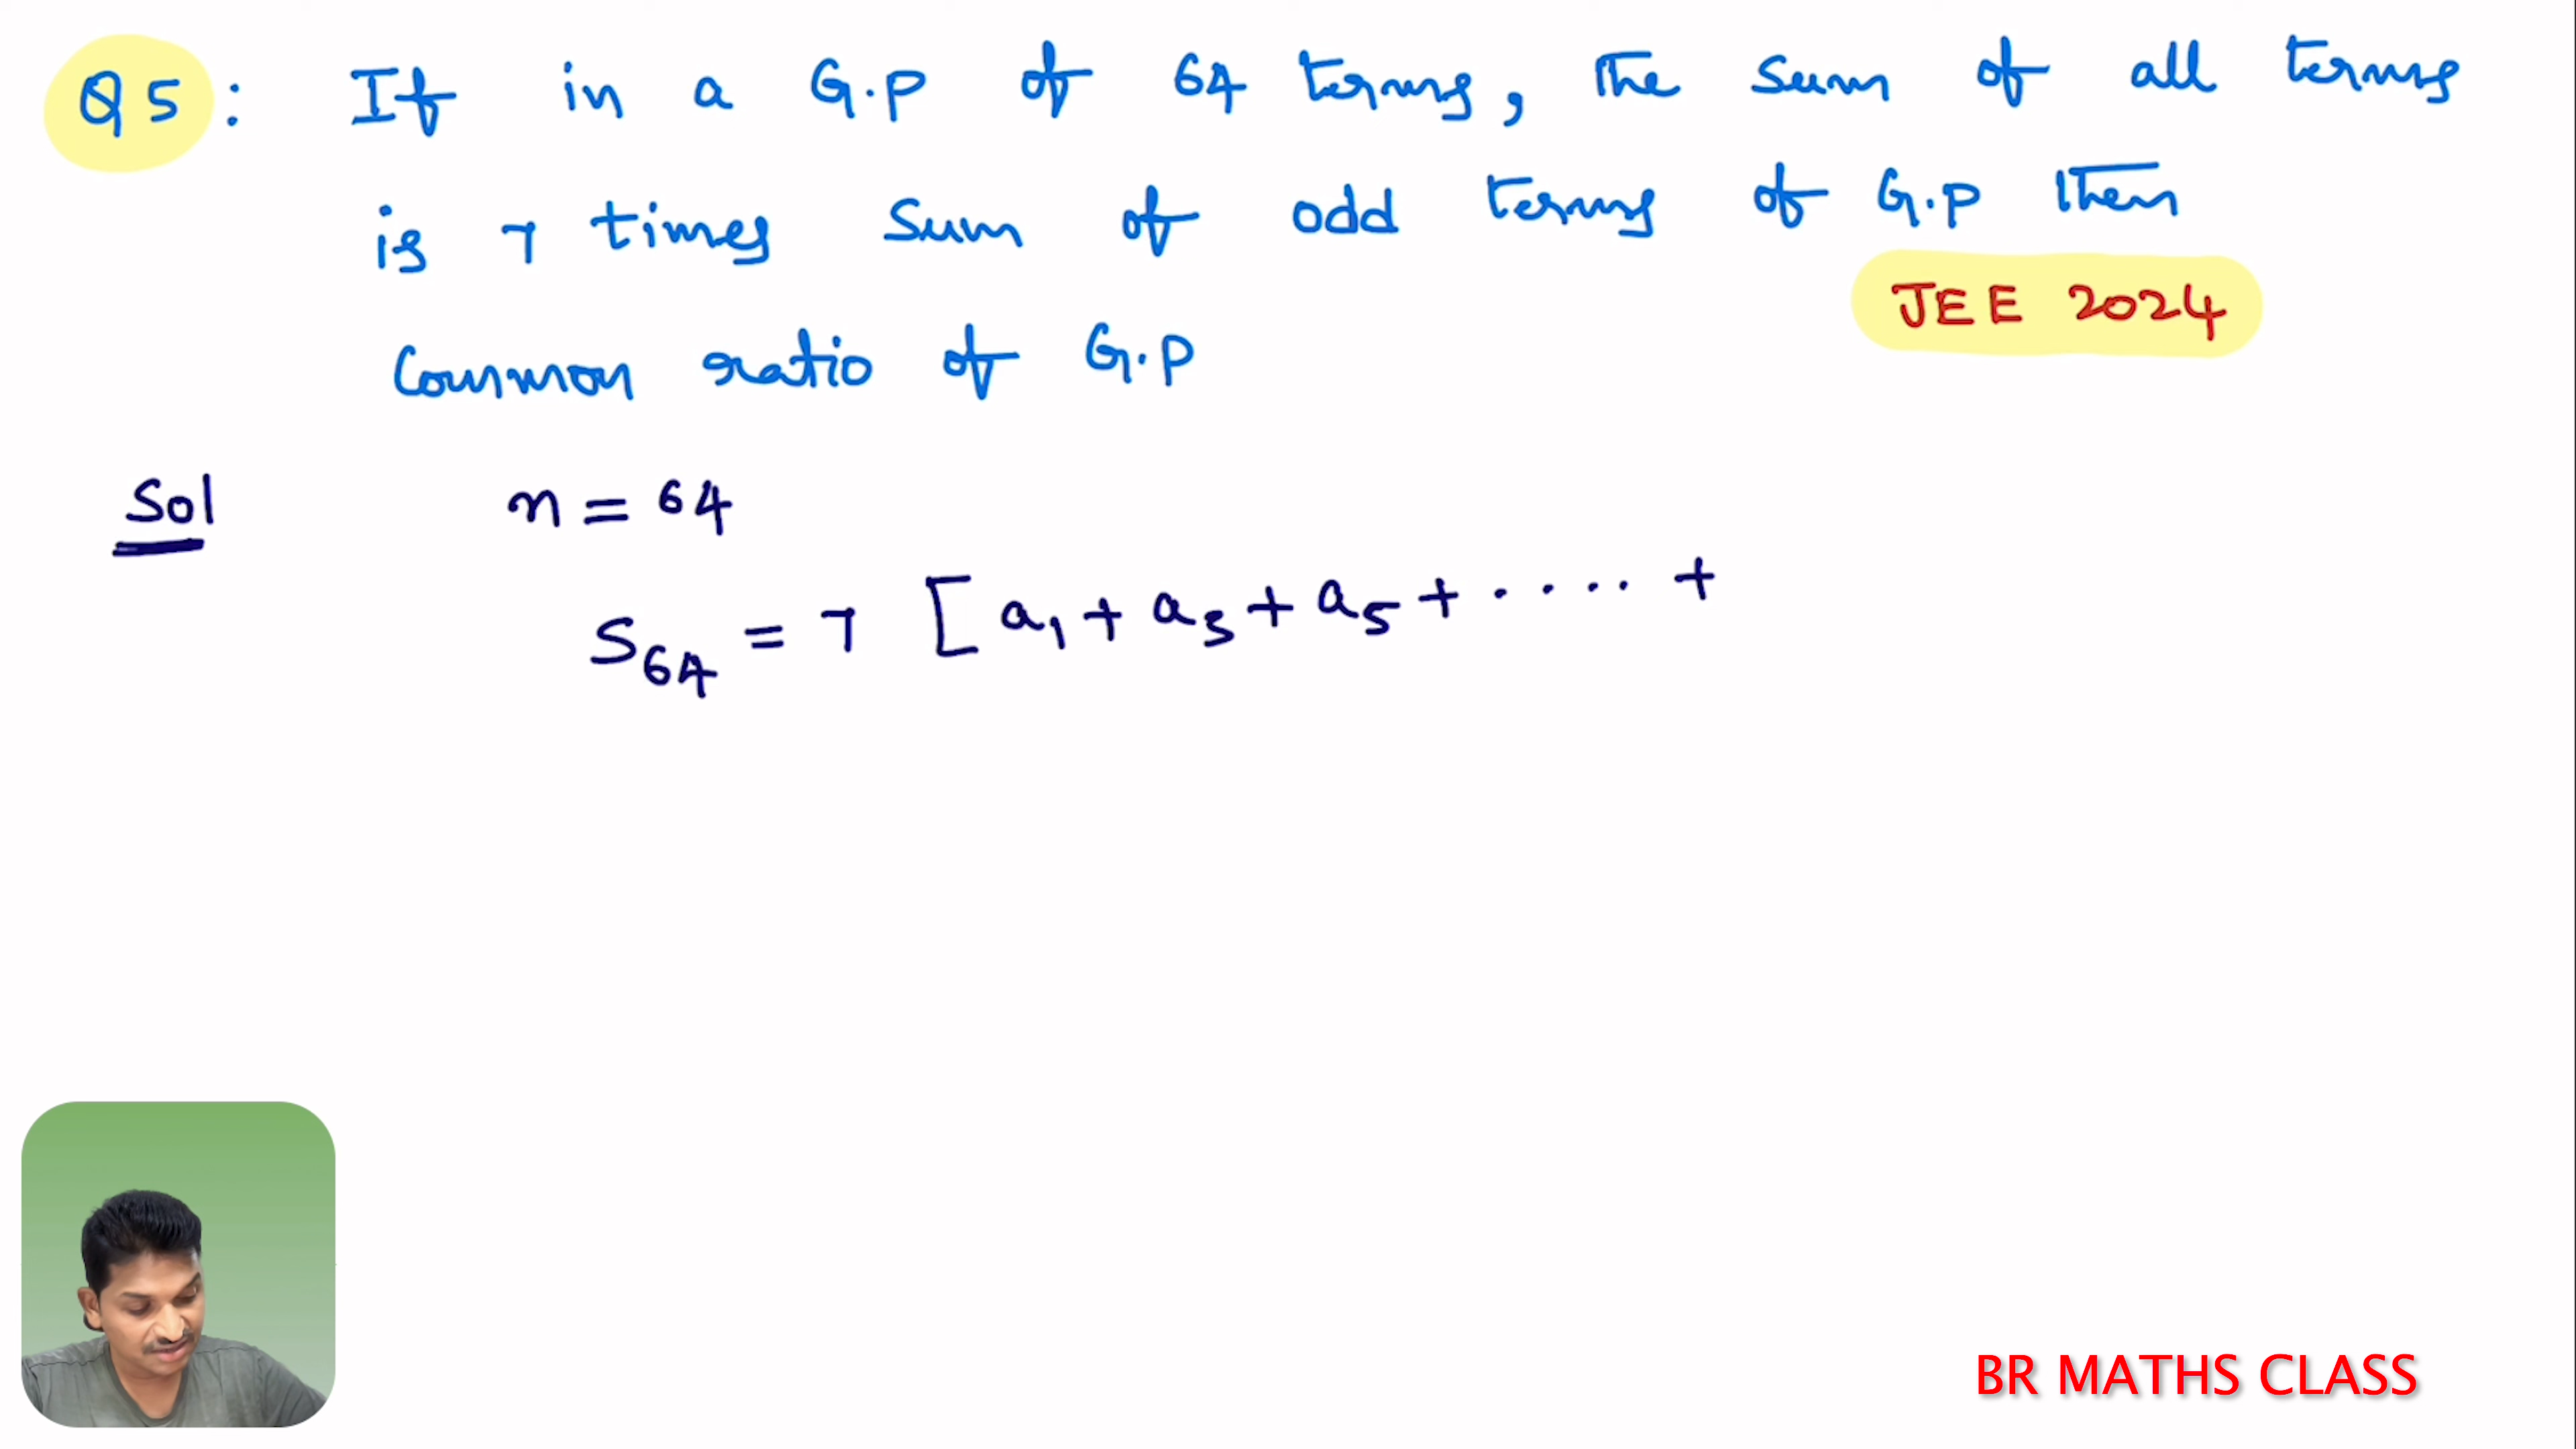 Q5 : If in a G.P of 64 terms, the sum of all terms
is 7 times sum of odd terms of G.P then
JEE 2024
Common ratio of G.P
Sol n = 64
S64 = 7 [ a1 + a3 + a5 + ..... +
BR MATHS CLASS